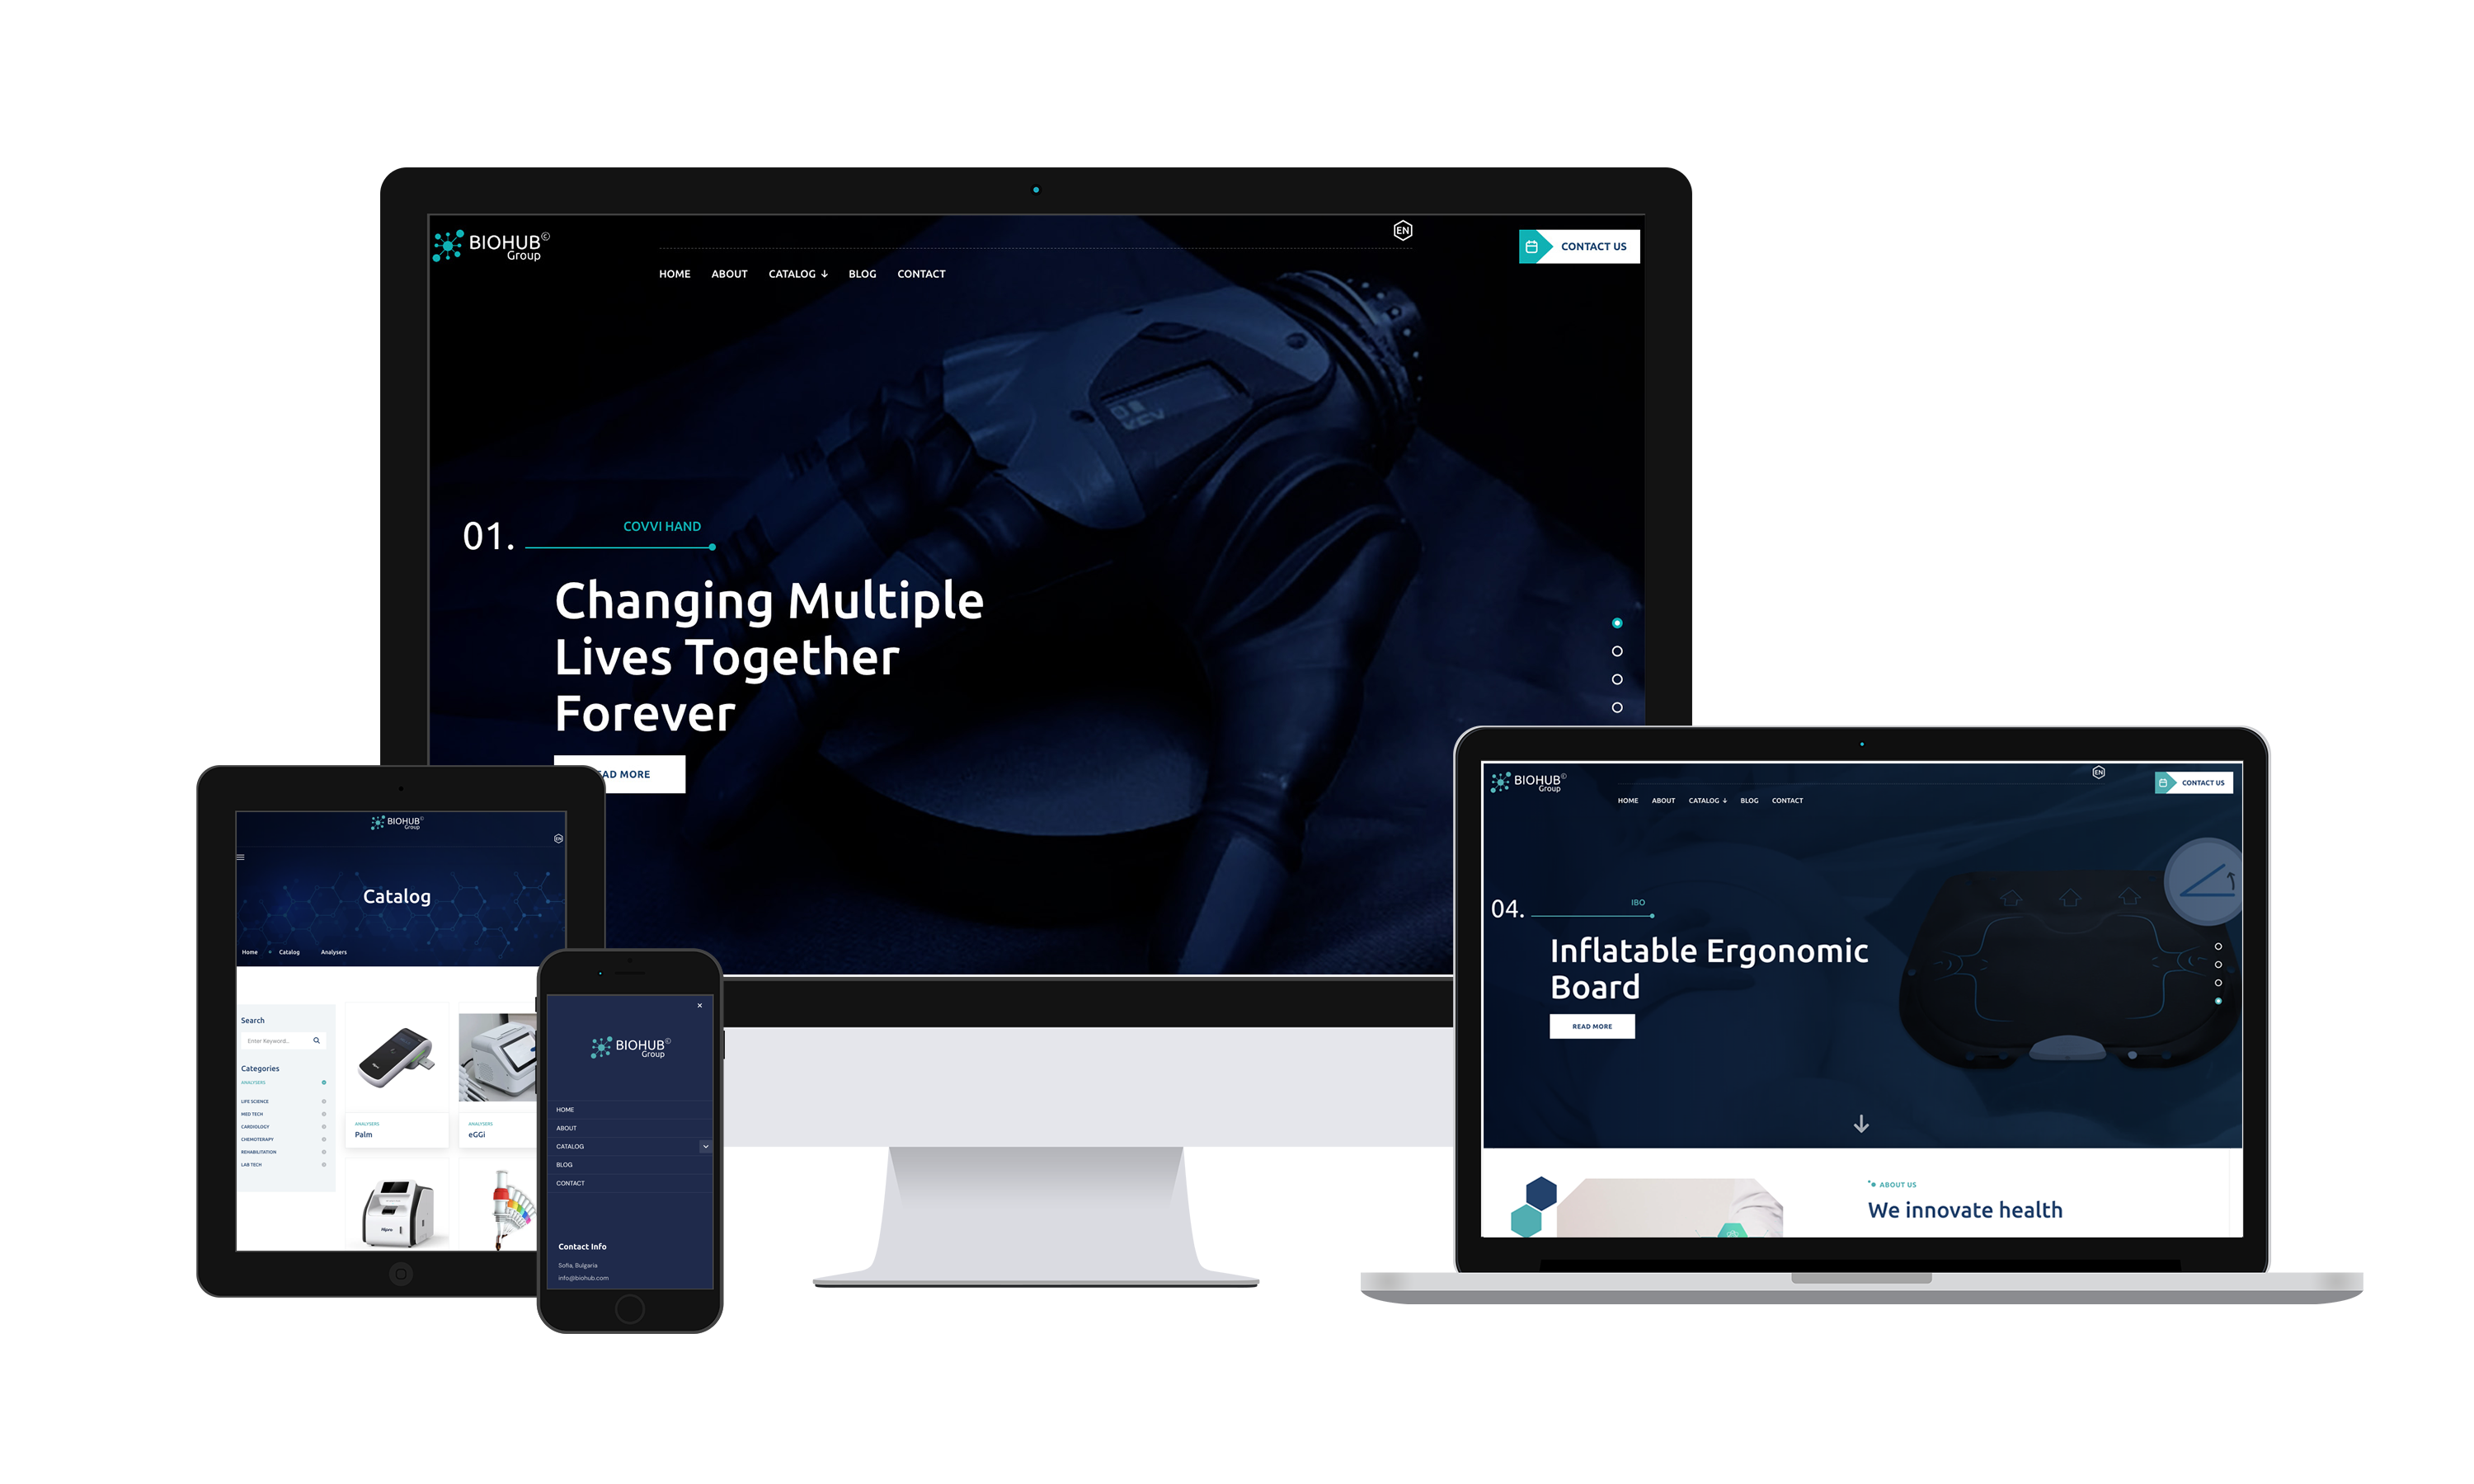 BIOHUB©
Group
EN
CONTACT US
HOME ABOUT CATALOG ↓ BLOG CONTACT
01.
COVVI HAND
Changing Multiple
Lives Together
Forever
AD MORE
BIOHUB©
Group
EN
Catalog
Home Catalog Analysers
Search
Enter Keyword..
Categories
ANALYSERS
LIFE SCIENCE
MED TECH
CARDIOLOGY
CHEMOTERAPY
REHABILITATION
LAB TECH
ANALYSERS
Palm
ANALYSERS
eGGi
BIOHUB©
Group
HOME
ABOUT
CATALOG
BLOG
CONTACT
Contact Info
Sofia, Bulgaria
info@biohub.com
BIOHUB©
Group
EN
CONTACT US
HOME ABOUT CATALOG ↓ BLOG CONTACT
04.
IBO
Inflatable Ergonomic
Board
READ MORE
ABOUT US
We innovate health